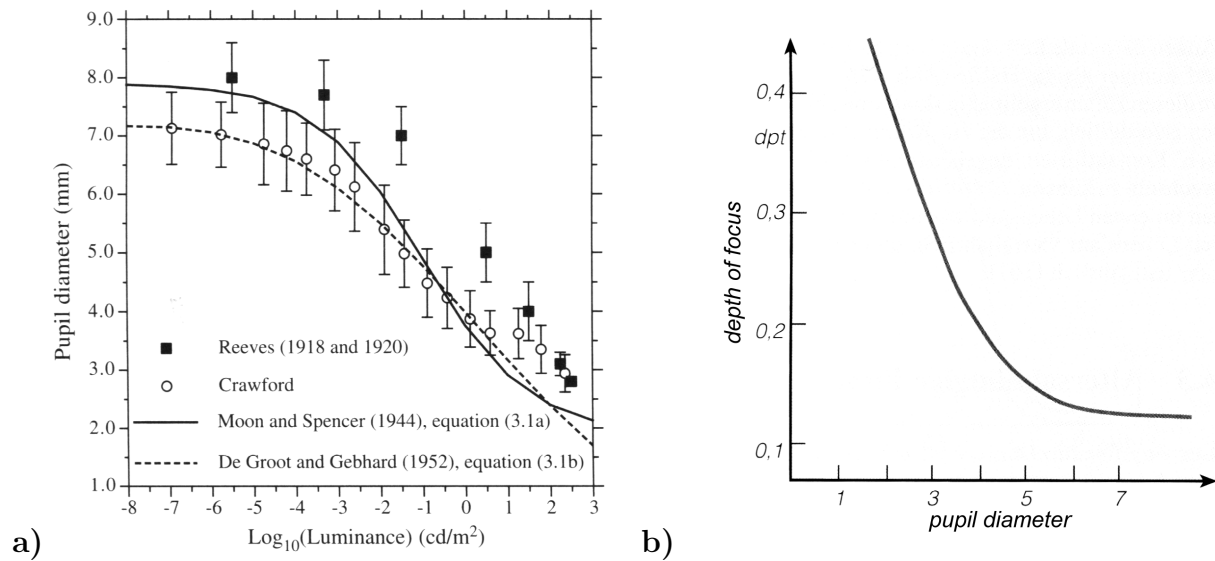 9.0
8.0
7.0
6.0
5.0
4.0
3.0
2.0
1.0
Pupil diameter (mm)
Reeves (1918 and 1920)
Crawford
Moon and Spencer (1944), equation (3.1a)
De Groot and Gebhard (1952), equation (3.1b)
-8 -7 -6 -5 -4 -3 -2 -1 0 1 2 3
Log10(Luminance) (cd/m2)
a)
0,4
dpt
0,3
0,2
0,1
depth of focus
1 3 5 7
pupil diameter
b)